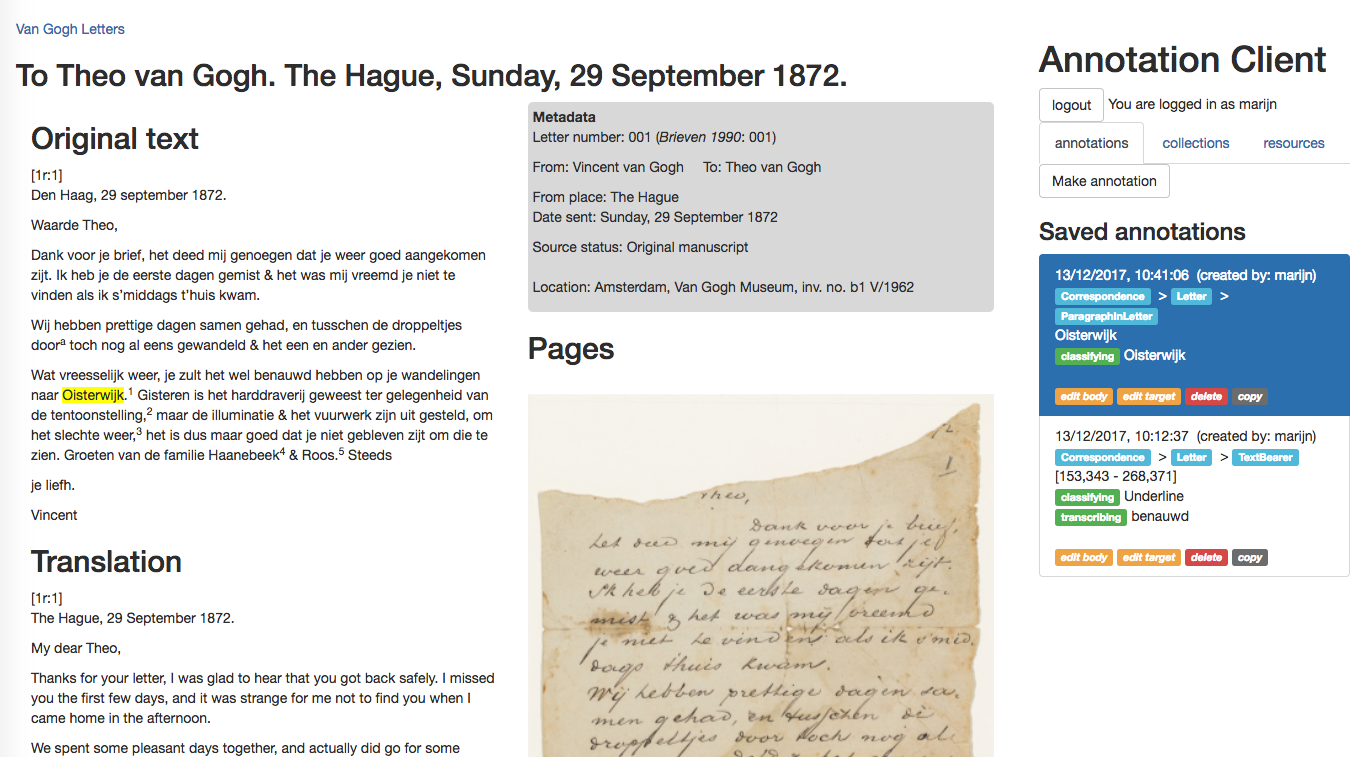 Van Gogh Letters
To Theo van Gogh. The Hague, Sunday, 29 September 1872.
Original text
[1r:1]
Den Haag, 29 september 1872.
Waarde Theo,
Dank voor je brief, het deed mij genoegen dat je weer goed aangekomen
zijt. Ik heb je de eerste dagen gemist & het was mij vreemd je niet te
vinden als ik s'middags t'huis kwam.
Wij hebben prettige dagen samen gehad, en tusschen de droppeltjes
doorᵃ toch nog al eens gewandeld & het een en ander gezien.
Wat vreesselijk weer, je zult het wel benauwd hebben op je wandelingen
naar Oisterwijk.¹ Gisteren is het harddraverij geweest ter gelegenheid van
de tentoonstelling,² maar de illuminatie & het vuurwerk zijn uit gesteld, om
het slechte weer,³ het is dus maar goed dat je niet gebleven zijt om die te
zien. Groeten van de familie Haanebeek⁴ & Roos.⁵ Steeds
je liefh.
Vincent
Translation
[1r:1]
The Hague, 29 September 1872.
My dear Theo,
Thanks for your letter, I was glad to hear that you got back safely. I missed
you the first few days, and it was strange for me not to find you when I
came home in the afternoon.
We spent some pleasant days together, and actually did go for some
Metadata
Letter number: 001 (Brieven 1990: 001)
From: Vincent van Gogh To: Theo van Gogh
From place: The Hague
Date sent: Sunday, 29 September 1872
Source status: Original manuscript
Location: Amsterdam, Van Gogh Museum, inv. no. b1 V/1962
Pages
1
Theo,
Dank voor je brief,
het deed mij genoegen dat je
weer goed aangekomen zijt.
Ik heb je de eerste dagen ge-
mist & het was mij vreemd
je niet te vinden als ik s'mid.
dags thuis kwam.
Wij hebben prettige dagen sa-
men gehad, en tusschen de
droppeltjes door toch nog al
Annotation Client
logout You are logged in as marijn
annotations collections resources
Make annotation
Saved annotations
13/12/2017, 10:41:06 (created by: marijn)
Correspondence > Letter >
ParagraphInLetter
Oisterwijk
classifying Oisterwijk
edit body edit target delete copy
13/12/2017, 10:12:37 (created by: marijn)
Correspondence > Letter > TextBearer
[153,343 - 268,371]
classifying Underline
transcribing benauwd
edit body edit target delete copy